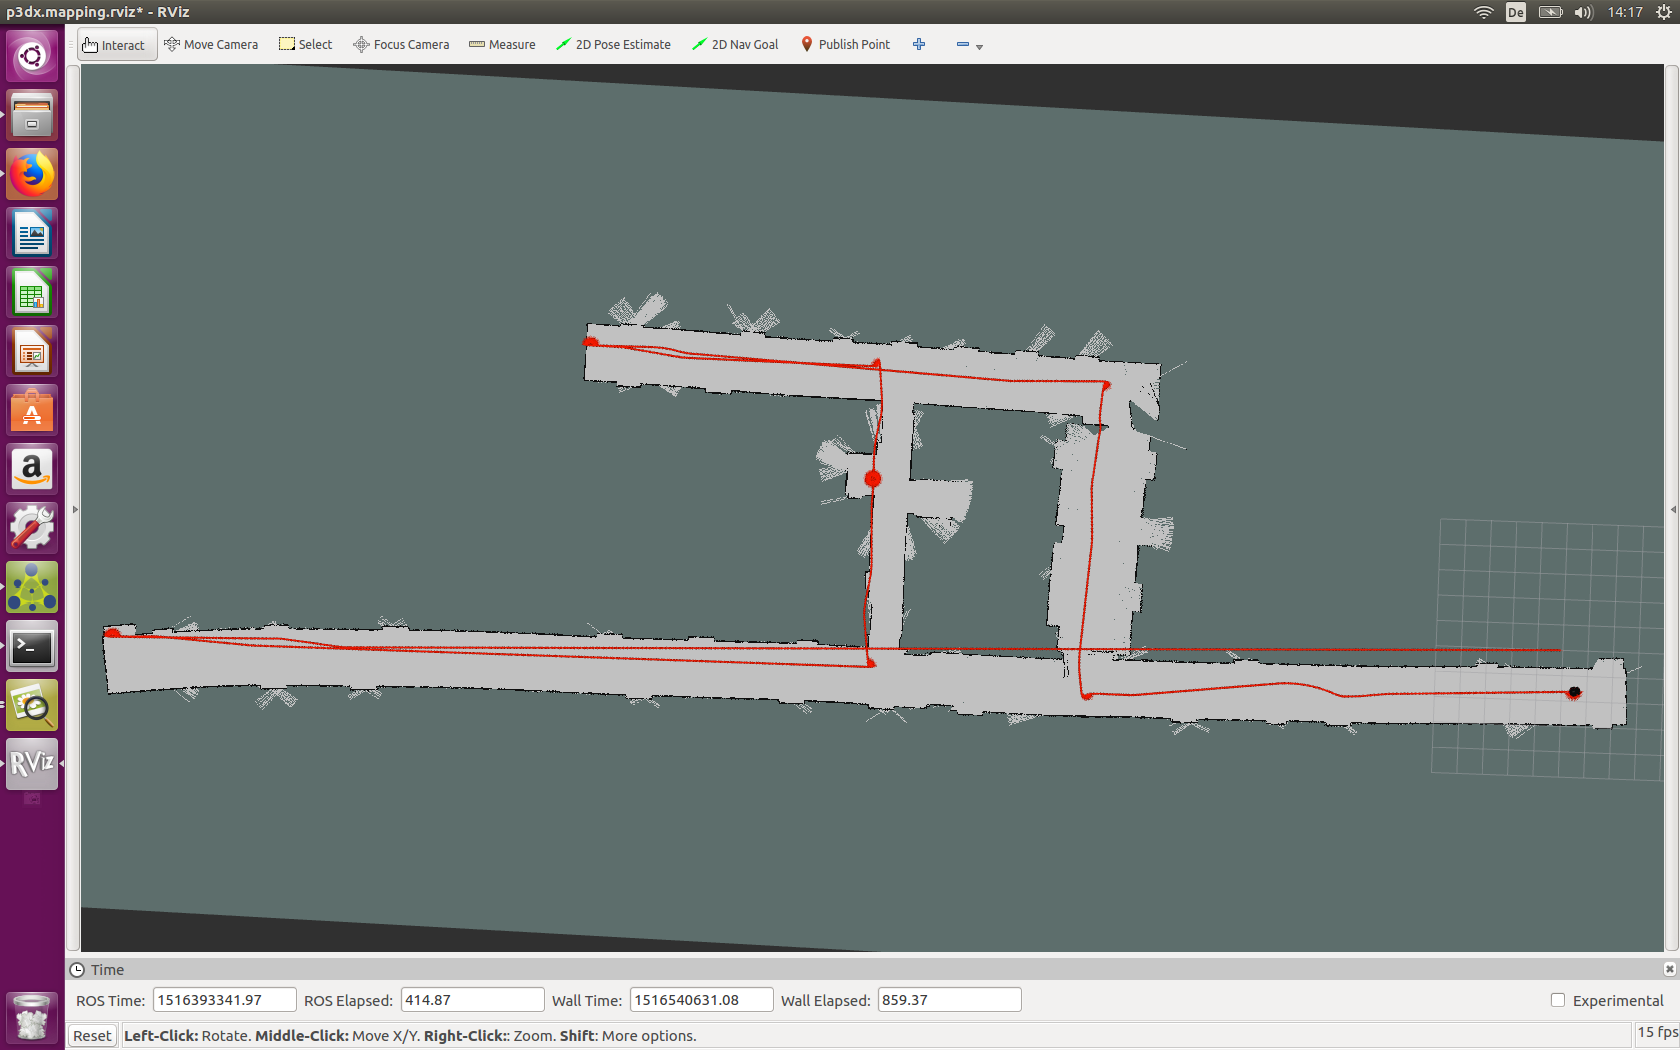 p3dx.mapping.rviz* - RViz
De
14:17
Interact
Move Camera
Select
Focus Camera
Measure
2D Pose Estimate
2D Nav Goal
Publish Point
A
a
>_
RViz
Time
ROS Time: 1516393341.97 ROS Elapsed: 414.87 Wall Time: 1516540631.08 Wall Elapsed: 859.37 Experimental
Reset Left-Click: Rotate. Middle-Click: Move X/Y. Right-Click:: Zoom. Shift: More options. 15 fps